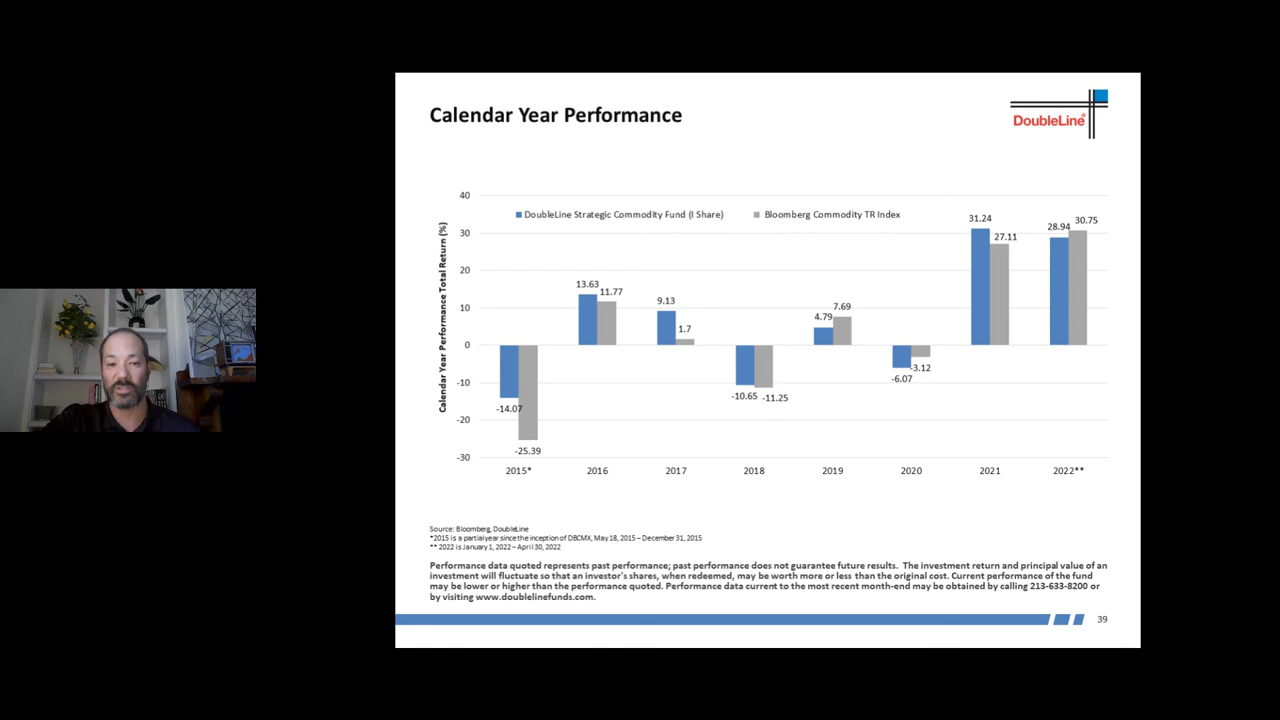 Calendar Year Performance
DoubleLine®
Calendar Year Performance Total Return (%)
40
30
20
10
0
-10
-20
-30
DoubleLine Strategic Commodity Fund (I Share)
Bloomberg Commodity TR Index
-14.07
-25.39
13.63
11.77
9.13
1.7
-10.65
-11.25
4.79
7.69
-6.07
-3.12
31.24
27.11
28.94
30.75
2015*
2016
2017
2018
2019
2020
2021
2022**
Source: Bloomberg, DoubleLine
*2015 is a partial year since the inception of DBCMX, May 18, 2015 – December 31, 2015
** 2022 is January 1, 2022 – April 30, 2022
Performance data quoted represents past performance; past performance does not guarantee future results. The investment return and principal value of an
investment will fluctuate so that an investor's shares, when redeemed, may be worth more or less than the original cost. Current performance of the fund
may be lower or higher than the performance quoted. Performance data current to the most recent month-end may be obtained by calling 213-633-8200 or
by visiting www.doublelinefunds.com.
39